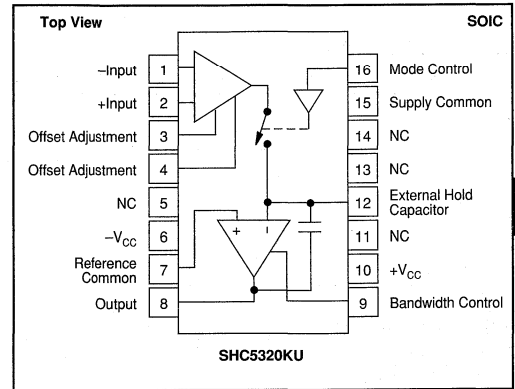 Top View SOIC
–Input 1
+Input 2
Offset Adjustment 3
Offset Adjustment 4
NC 5
–VCC 6
Reference
Common 7
Output 8
16 Mode Control
15 Supply Common
14 NC
13 NC
12 External Hold
Capacitor
11 NC
10 +VCC
9 Bandwidth Control
+ –
SHC5320KU